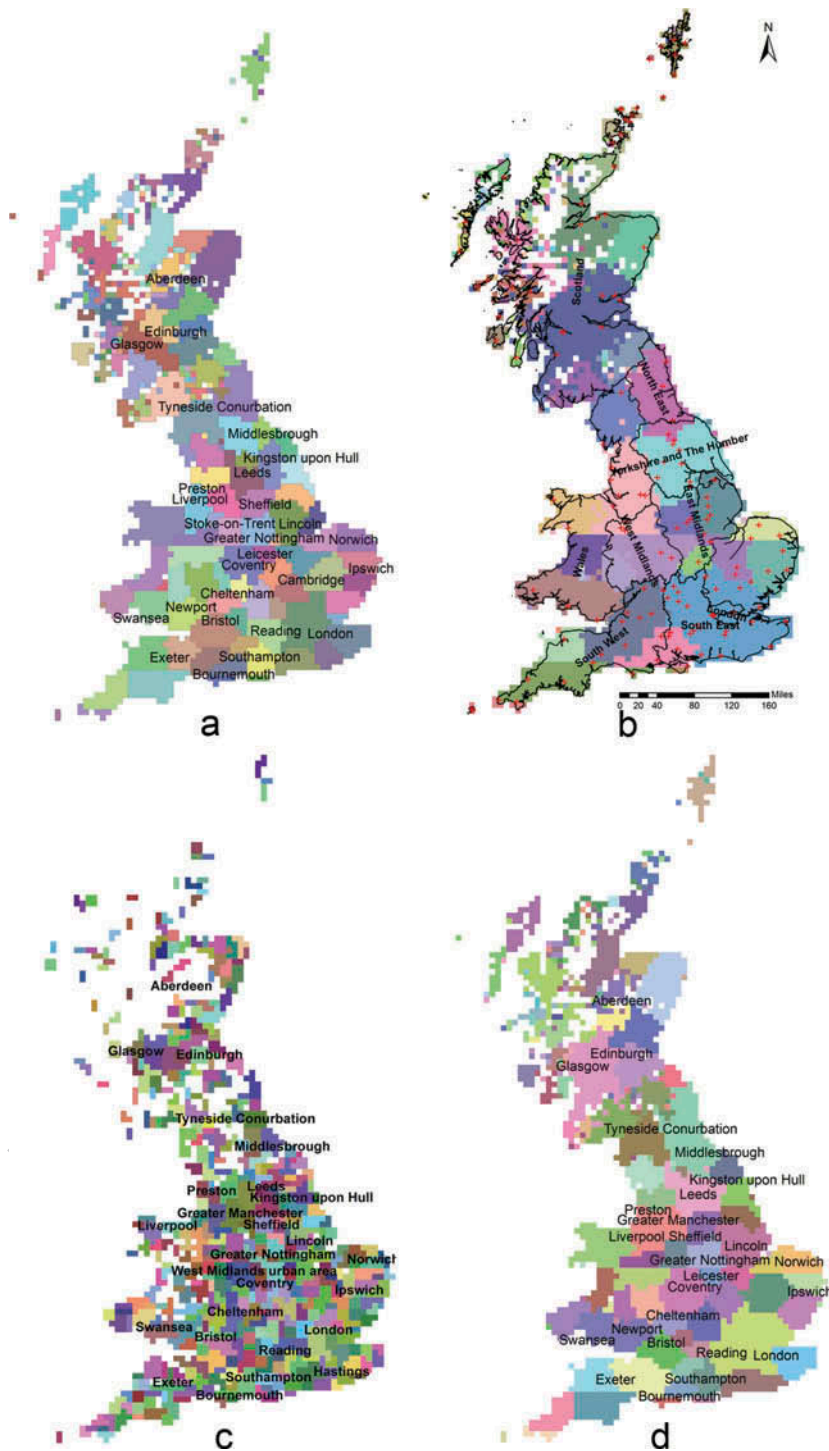 Aberdeen
Edinburgh
Glasgow
Tyneside Conurbation
Middlesbrough
Kingston upon Hull
Leeds
Preston
Liverpool
Sheffield
Stoke-on-Trent Lincoln
Greater Nottingham Norwich
Leicester
Coventry
Cambridge
Ipswich
Cheltenham
Newport
Swansea
Bristol
Reading
London
Exeter
Southampton
Bournemouth
a
N
Scotland
North East
Yorkshire and The Humber
East Midlands
West Midlands
Wales
London
South East
South West
Miles
0 20 40 80 120 160
b
Aberdeen
Glasgow
Edinburgh
Tyneside Conurbation
Middlesbrough
Leeds
Preston
Kingston upon Hull
Greater Manchester
Liverpool
Sheffield
Lincoln
Greater Nottingham
Norwich
West Midlands urban area
Coventry
Ipswich
Cheltenham
Swansea
London
Bristol
Reading
Hastings
Exeter
Southampton
Bournemouth
c
Aberdeen
Edinburgh
Glasgow
Tyneside Conurbation
Middlesbrough
Kingston upon Hull
Leeds
Preston
Greater Manchester
Liverpool Sheffield
Lincoln
Greater Nottingham Norwich
Leicester
Coventry
Ipswich
Cheltenham
Newport
Swansea
Bristol
Reading
London
Exeter
Southampton
Bournemouth
d